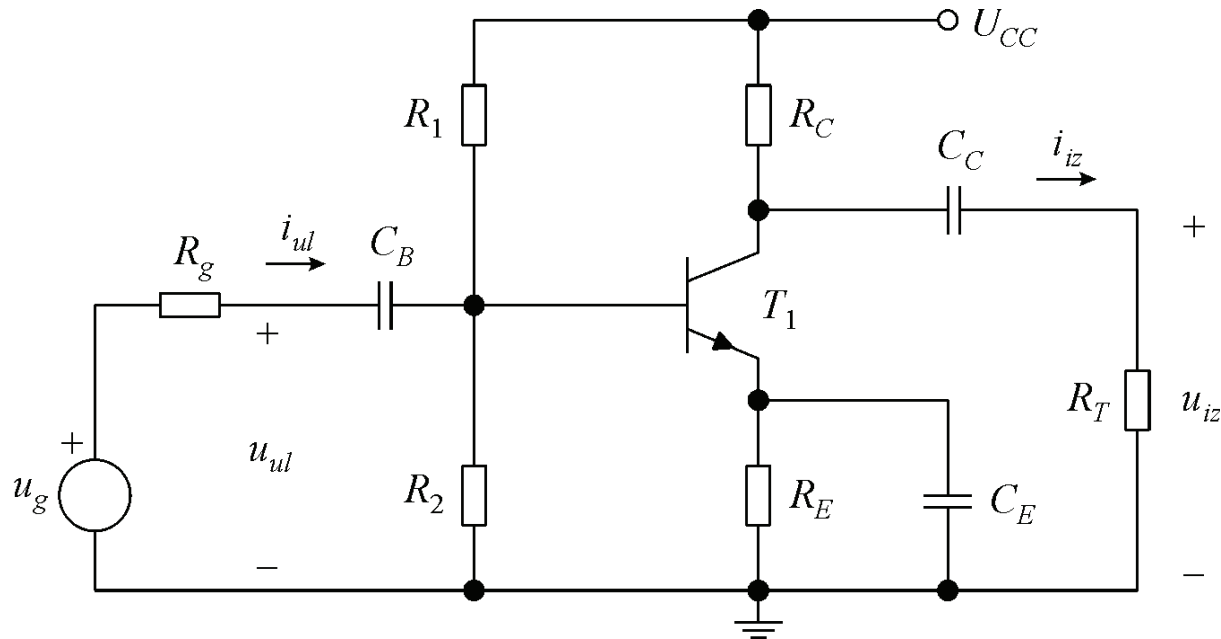 U_CC
R_1
R_C
C_C
i_iz
+
R_g
i_ul
C_B
T_1
+
+
u_g
u_ul
R_2
R_E
C_E
R_T
u_iz
−
−